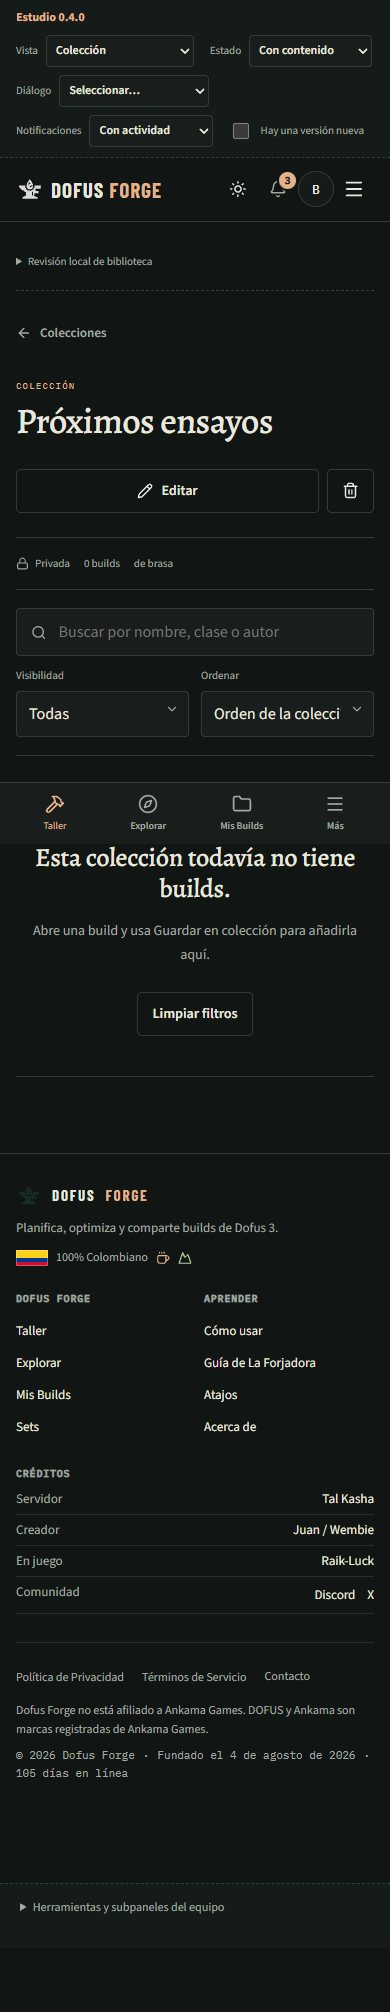 Estudio 0.4.0
Vista Colección Estado Con contenido
Diálogo Seleccionar...
Notificaciones Con actividad Hay una versión nueva
DOFUS FORGE 3 B
Revisión local de biblioteca
Colecciones
COLECCIÓN
Próximos ensayos
Editar
Privada 0 builds de brasa
Buscar por nombre, clase o autor
Visibilidad Ordenar
Todas Orden de la colecci
Taller Explorar Mis Builds Más
Esta colección todavía no tiene
builds.
Abre una build y usa Guardar en colección para añadirla
aquí.
Limpiar filtros
DOFUS FORGE
Planifica, optimiza y comparte builds de Dofus 3.
100% Colombiano
DOFUS FORGE APRENDER
Taller Cómo usar
Explorar Guía de La Forjadora
Mis Builds Atajos
Sets Acerca de
CRÉDITOS
Servidor Tal Kasha
Creador Juan / Wembie
En juego Raik-Luck
Comunidad Discord X
Política de Privacidad Términos de Servicio Contacto
Dofus Forge no está afiliado a Ankama Games. DOFUS y Ankama son
marcas registradas de Ankama Games.
© 2026 Dofus Forge · Fundado el 4 de agosto de 2026 ·
105 días en línea
Herramientas y subpaneles del equipo